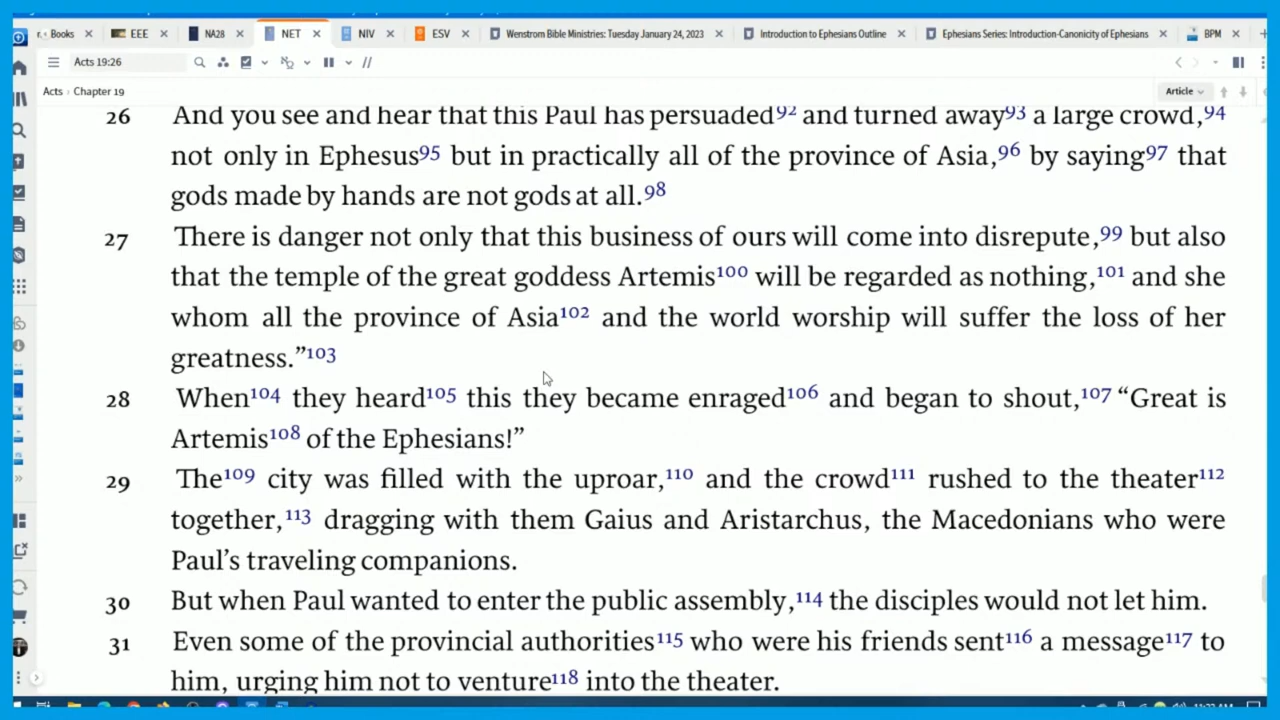 Books EEE NA28 NET NIV ESV Wenstrom Bible Ministries: Tuesday January 24, 2023 Introduction to Ephesians Outline Ephesians Series: Introduction-Canonicity of Ephesians BPM
Acts 19:26
Acts › Chapter 19 Article
26 And you see and hear that this Paul has persuaded92 and turned away93 a large crowd,94
not only in Ephesus95 but in practically all of the province of Asia,96 by saying97 that
gods made by hands are not gods at all.98
27 There is danger not only that this business of ours will come into disrepute,99 but also
that the temple of the great goddess Artemis100 will be regarded as nothing,101 and she
whom all the province of Asia102 and the world worship will suffer the loss of her
greatness.”103
28 When104 they heard105 this they became enraged106 and began to shout,107 “Great is
Artemis108 of the Ephesians!”
29 The109 city was filled with the uproar,110 and the crowd111 rushed to the theater112
together,113 dragging with them Gaius and Aristarchus, the Macedonians who were
Paul’s traveling companions.
30 But when Paul wanted to enter the public assembly,114 the disciples would not let him.
31 Even some of the provincial authorities115 who were his friends sent116 a message117 to
him, urging him not to venture118 into the theater.